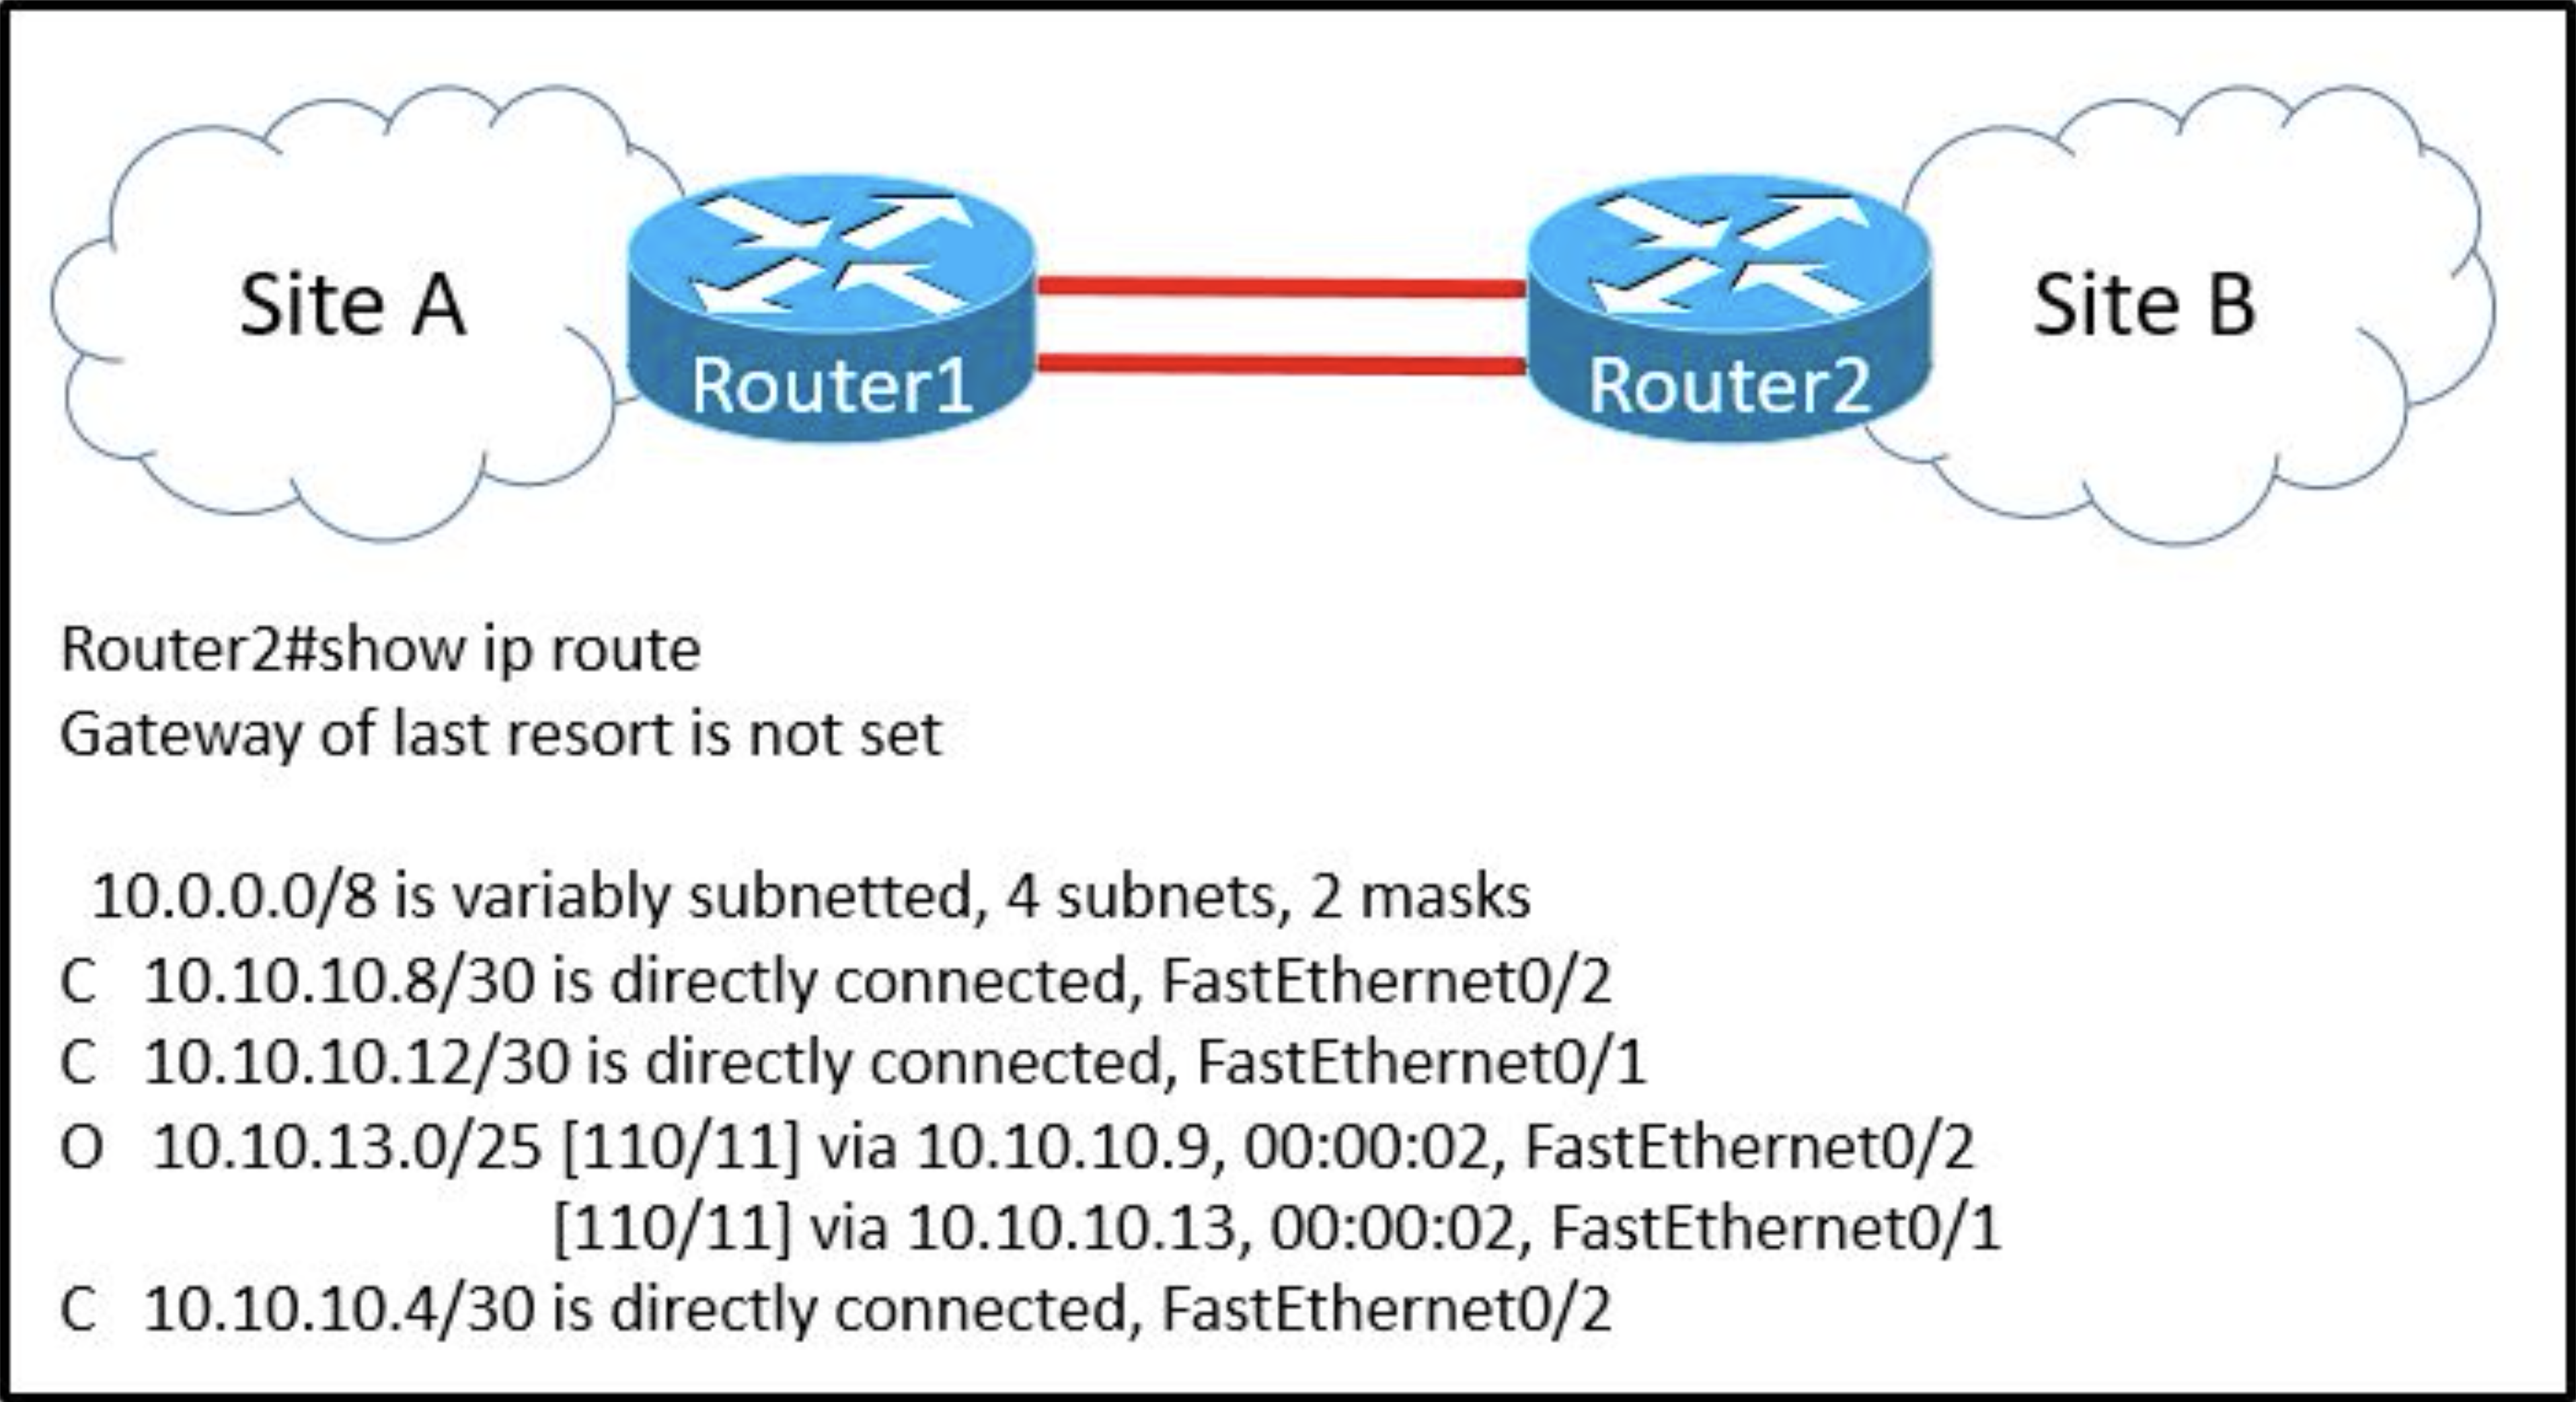 Site A
Router1
Router2
Site B
Router2#show ip route
Gateway of last resort is not set
10.0.0.0/8 is variably subnetted, 4 subnets, 2 masks
C 10.10.10.8/30 is directly connected, FastEthernet0/2
C 10.10.10.12/30 is directly connected, FastEthernet0/1
O 10.10.13.0/25 [110/11] via 10.10.10.9, 00:00:02, FastEthernet0/2
[110/11] via 10.10.10.13, 00:00:02, FastEthernet0/1
C 10.10.10.4/30 is directly connected, FastEthernet0/2